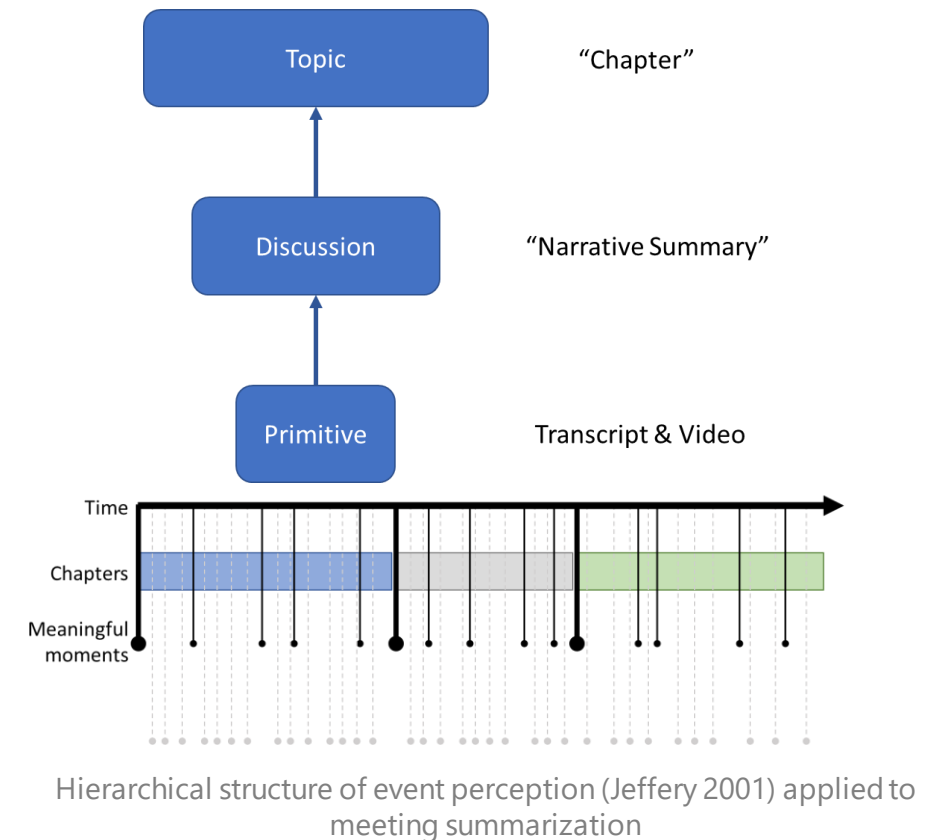 Topic
“Chapter”
Discussion
“Narrative Summary”
Primitive
Transcript & Video
Time
Chapters
Meaningful
moments
Hierarchical structure of event perception (Jeffery 2001) applied to
meeting summarization